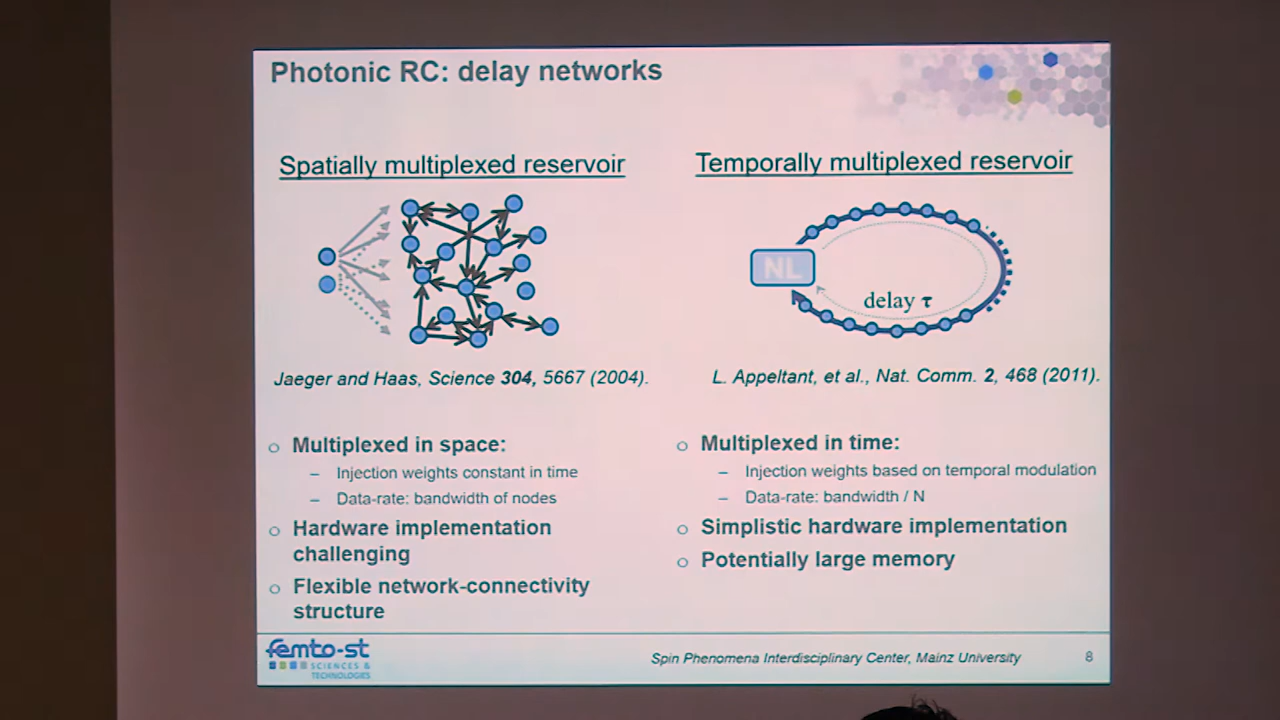 Photonic RC: delay networks
Spatially multiplexed reservoir
Temporally multiplexed reservoir
NL
delay τ
Jaeger and Haas, Science 304, 5667 (2004).
L. Appeltant, et al., Nat. Comm. 2, 468 (2011).
Multiplexed in space:
– Injection weights constant in time
– Data-rate: bandwidth of nodes
Hardware implementation
challenging
Flexible network-connectivity
structure
Multiplexed in time:
– Injection weights based on temporal modulation
– Data-rate: bandwidth / N
Simplistic hardware implementation
Potentially large memory
femto-st
SCIENCES &
TECHNOLOGIES
Spin Phenomena Interdisciplinary Center, Mainz University
8